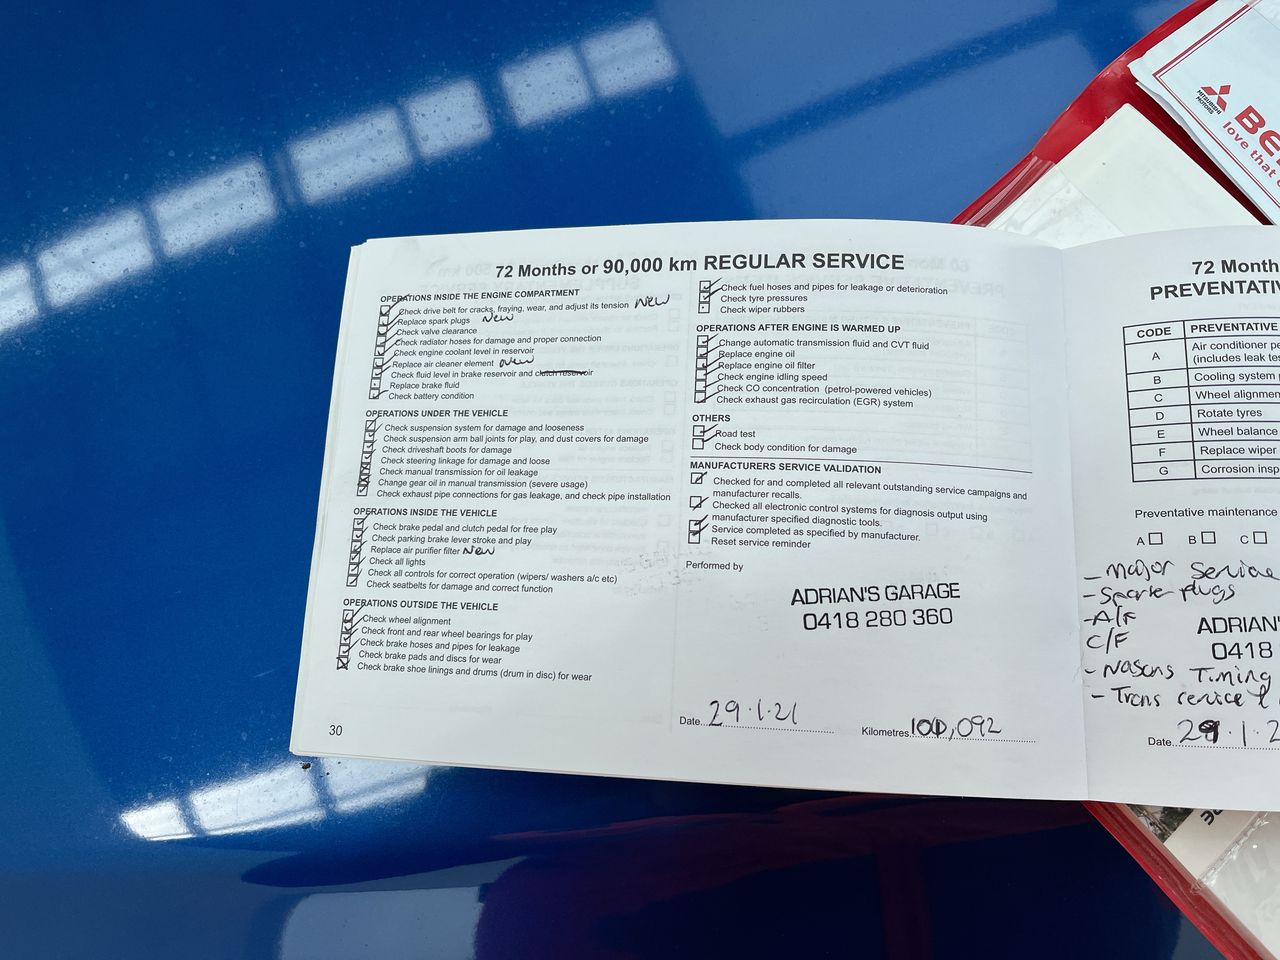 MITSUBISHI MOTORS
love that
72 Months or 90,000 km REGULAR SERVICE
OPERATIONS INSIDE THE ENGINE COMPARTMENT
Check drive belt for cracks, fraying, wear, and adjust its tension New
Replace spark plugs New
Check valve clearance
Check radiator hoses for damage and proper connection
Check engine coolant level in reservoir
Replace air cleaner element New
Check fluid level in brake reservoir and clutch reservoir
Replace brake fluid
Check battery condition
OPERATIONS UNDER THE VEHICLE
Check suspension system for damage and looseness
Check suspension arm ball joints for play, and dust covers for damage
Check driveshaft boots for damage
Check steering linkage for damage and loose
Check manual transmission for oil leakage
Change gear oil in manual transmission (severe usage)
Check exhaust pipe connections for gas leakage, and check pipe installation
OPERATIONS INSIDE THE VEHICLE
Check brake pedal and clutch pedal for free play
Check parking brake lever stroke and play
Replace air purifier filter New
Check all lights
Check all controls for correct operation (wipers/ washers a/c etc)
Check seatbelts for damage and correct function
OPERATIONS OUTSIDE THE VEHICLE
Check wheel alignment
Check front and rear wheel bearings for play
Check brake hoses and pipes for leakage
Check brake pads and discs for wear
Check brake shoe linings and drums (drum in disc) for wear
30
Check fuel hoses and pipes for leakage or deterioration
Check tyre pressures
Check wiper rubbers
OPERATIONS AFTER ENGINE IS WARMED UP
Change automatic transmission fluid and CVT fluid
Replace engine oil
Replace engine oil filter
Check engine idling speed
Check CO concentration (petrol-powered vehicles)
Check exhaust gas recirculation (EGR) system
OTHERS
Road test
Check body condition for damage
MANUFACTURERS SERVICE VALIDATION
Checked for and completed all relevant outstanding service campaigns and
manufacturer recalls.
Checked all electronic control systems for diagnosis output using
manufacturer specified diagnostic tools.
Service completed as specified by manufacturer.
Reset service reminder
Performed by
ADRIAN'S GARAGE
0418 280 360
Date 29.1.21
Kilometres 100,092
72 Month
PREVENTATIV
CODE PREVENTATIVE
A Air conditioner pe
(includes leak te
B Cooling system
C Wheel alignmen
D Rotate tyres
E Wheel balance
F Replace wiper
G Corrosion insp
Preventative maintenance
A B C
- Major Service
- Spark plugs
- A/F
C/F
ADRIAN'
0418
- Timing
- Trans service
Date 29.1.2